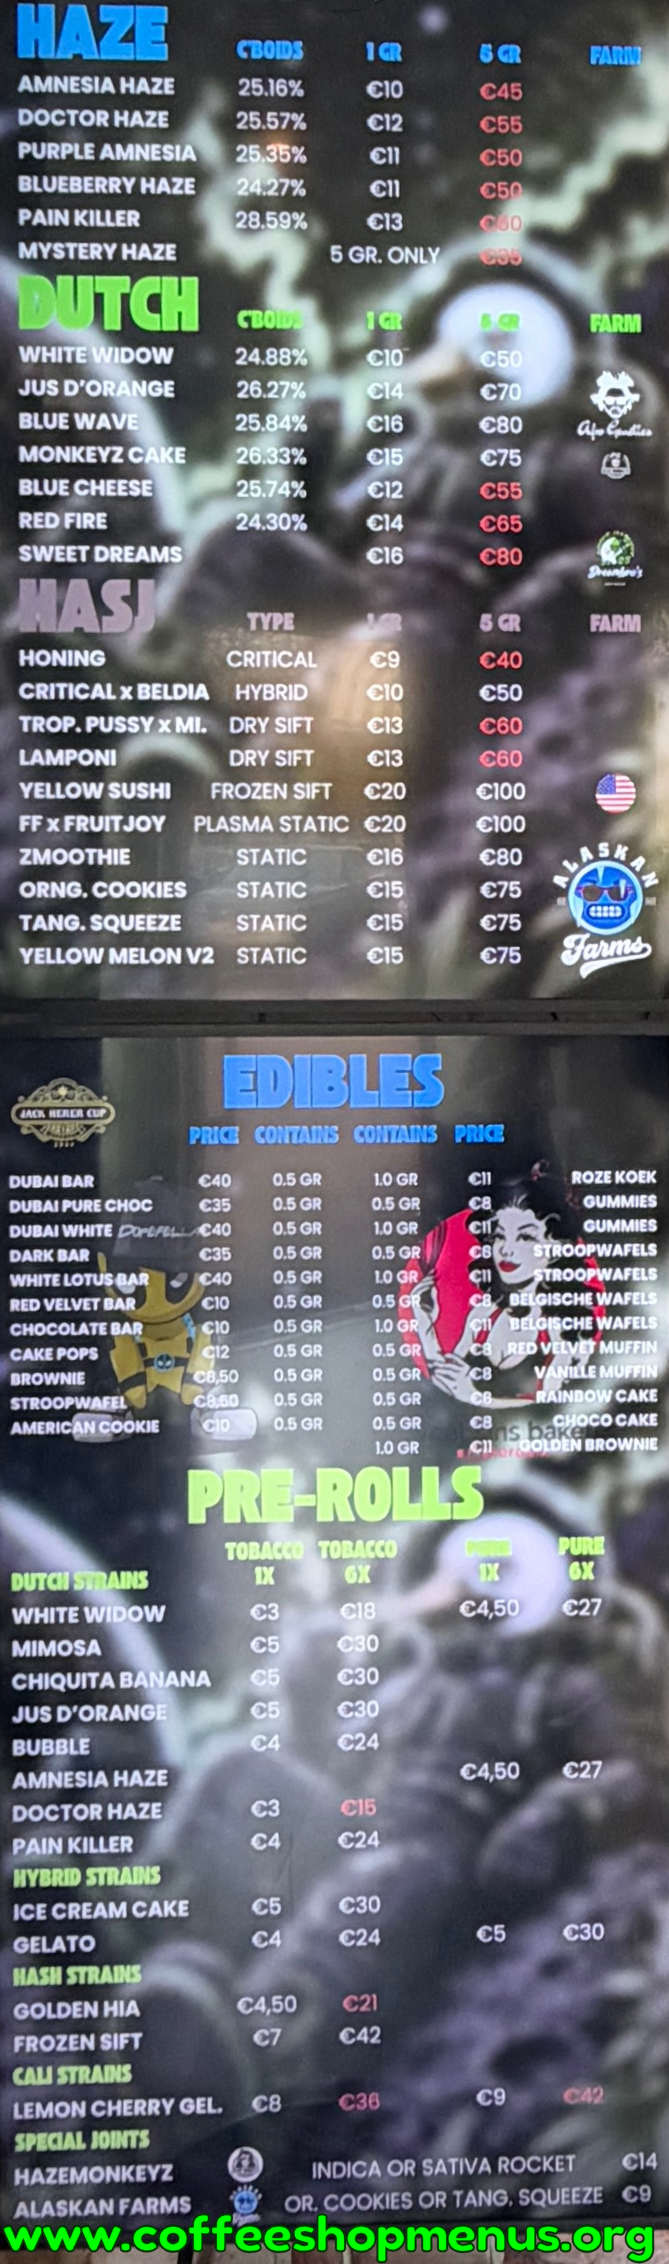 HAZE C'BOIDS 1 GR 5 GR FARM
AMNESIA HAZE 25.16% €10 €45
DOCTOR HAZE 25.57% €12 €55
PURPLE AMNESIA 25.35% €11 €50
BLUEBERRY HAZE 24.27% €11 €50
PAIN KILLER 28.59% €13 €60
MYSTERY HAZE 5 GR. ONLY €35
DUTCH C'BOIDS 1 GR 5 GR FARM
WHITE WIDOW 24.88% €10 €50
JUS D'ORANGE 26.27% €14 €70
BLUE WAVE 25.84% €16 €80
MONKEYZ CAKE 26.33% €15 €75
BLUE CHEESE 25.74% €12 €55
RED FIRE 24.30% €14 €65
SWEET DREAMS €16 €80
HASJ TYPE 1 GR 5 GR FARM
HONING CRITICAL €9 €40
CRITICAL x BELDIA HYBRID €10 €50
TROP. PUSSY x MI. DRY SIFT €13 €60
LAMPONI DRY SIFT €13 €60
YELLOW SUSHI FROZEN SIFT €20 €100
FF x FRUITJOY PLASMA STATIC €20 €100
ZMOOTHIE STATIC €16 €80
ORNG. COOKIES STATIC €15 €75
TANG. SQUEEZE STATIC €15 €75
YELLOW MELON V2 STATIC €15 €75
ALASKAN
Farms
EDIBLES
JACK HERER CUP
PRICE CONTAINS CONTAINS PRICE
DUBAI BAR €40 0.5 GR 1.0 GR €11 ROZE KOEK
DUBAI PURE CHOC €35 0.5 GR 0.5 GR €8 GUMMIES
DUBAI WHITE €40 0.5 GR 1.0 GR €11 GUMMIES
DARK BAR €35 0.5 GR 0.5 GR €6 STROOPWAFELS
WHITE LOTUS BAR €40 0.5 GR 1.0 GR €11 STROOPWAFELS
RED VELVET BAR €10 0.5 GR 0.5 GR €8 BELGISCHE WAFELS
CHOCOLATE BAR €10 0.5 GR 1.0 GR €11 BELGISCHE WAFELS
CAKE POPS €12 0.5 GR 0.5 GR €8 RED VELVET MUFFIN
BROWNIE €8,50 0.5 GR 0.5 GR €8 VANILLE MUFFIN
STROOPWAFEL €8,50 0.5 GR 0.5 GR €8 RAINBOW CAKE
AMERICAN COOKIE €10 0.5 GR 0.5 GR €8 CHOCO CAKE
1.0 GR €11 GOLDEN BROWNIE
PRE-ROLLS
TOBACCO TOBACCO PURE PURE
DUTCH STRAINS 1X 6X 1X 6X
WHITE WIDOW €3 €18 €4,50 €27
MIMOSA €5 €30
CHIQUITA BANANA €5 €30
JUS D'ORANGE €5 €30
BUBBLE €4 €24
AMNESIA HAZE €4,50 €27
DOCTOR HAZE €3 €15
PAIN KILLER €4 €24
HYBRID STRAINS
ICE CREAM CAKE €5 €30
GELATO €4 €24 €5 €30
HASH STRAINS
GOLDEN HIA €4,50 €21
FROZEN SIFT €7 €42
CALI STRAINS
LEMON CHERRY GEL. €8 €36 €9 €42
SPECIAL JOINTS
HAZEMONKEYZ INDICA OR SATIVA ROCKET €14
ALASKAN FARMS OR. COOKIES OR TANG. SQUEEZE €9
www.coffeeshopmenus.org